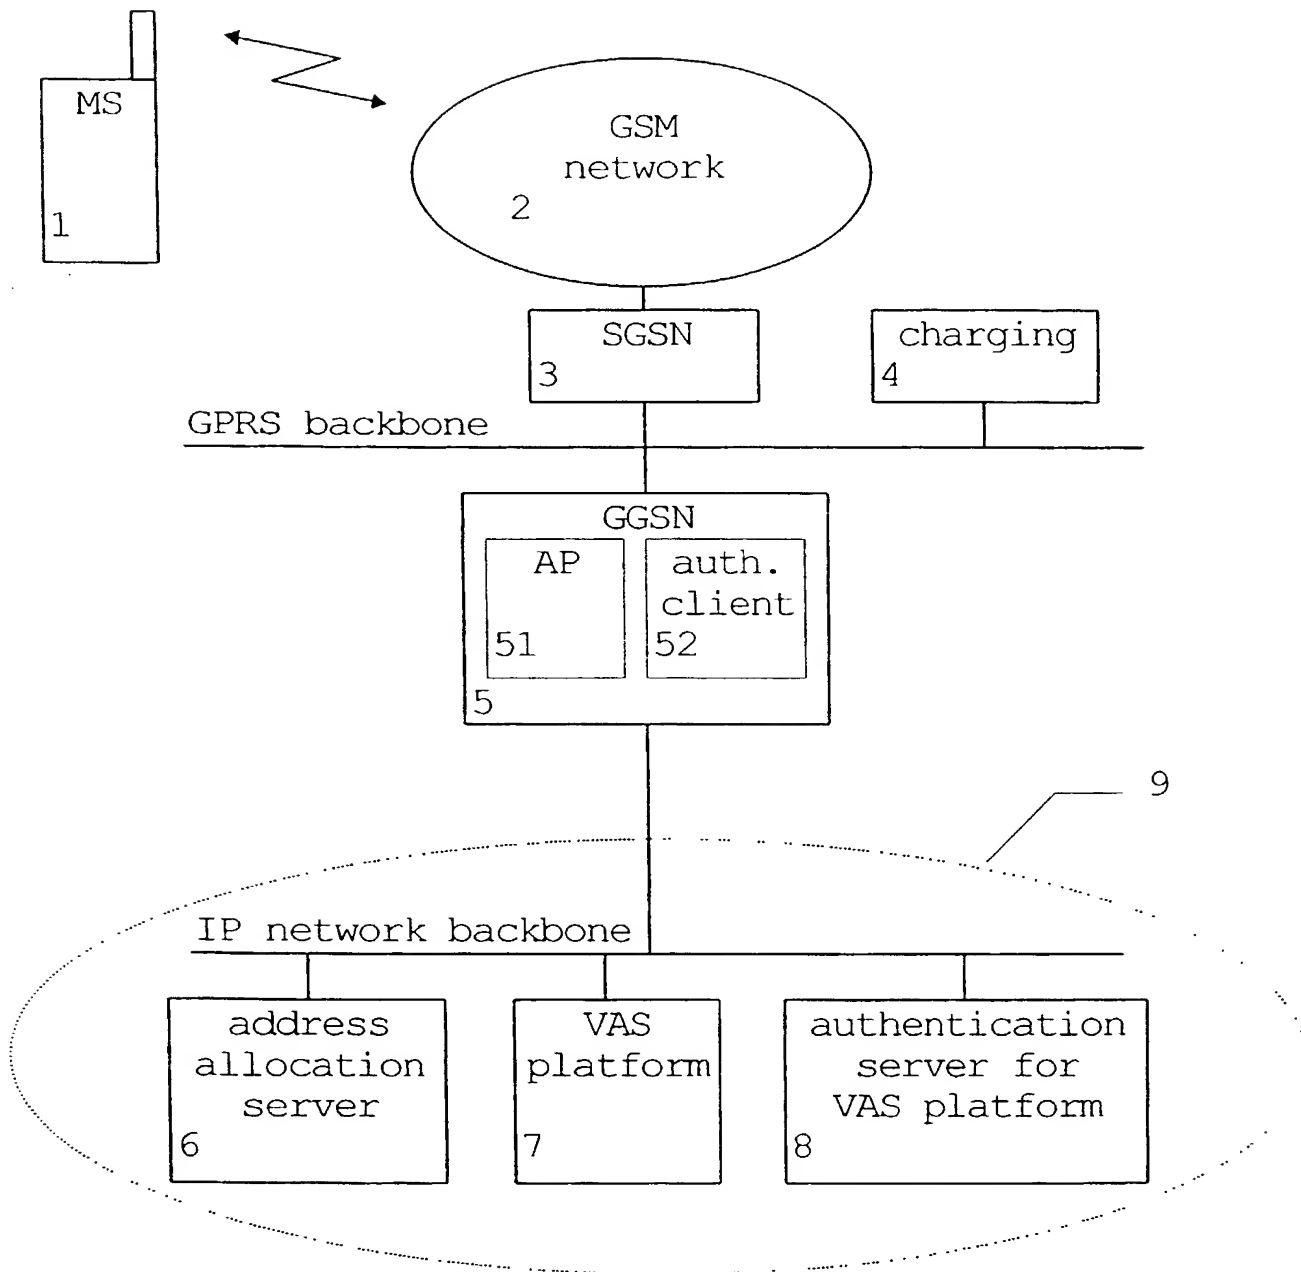 MS
1
GSM
network
2
SGSN
3
charging
4
GPRS backbone
GGSN
AP
51
auth.
client
52
5
9
IP network backbone
address
allocation
server
6
VAS
platform
7
authentication
server for
VAS platform
8